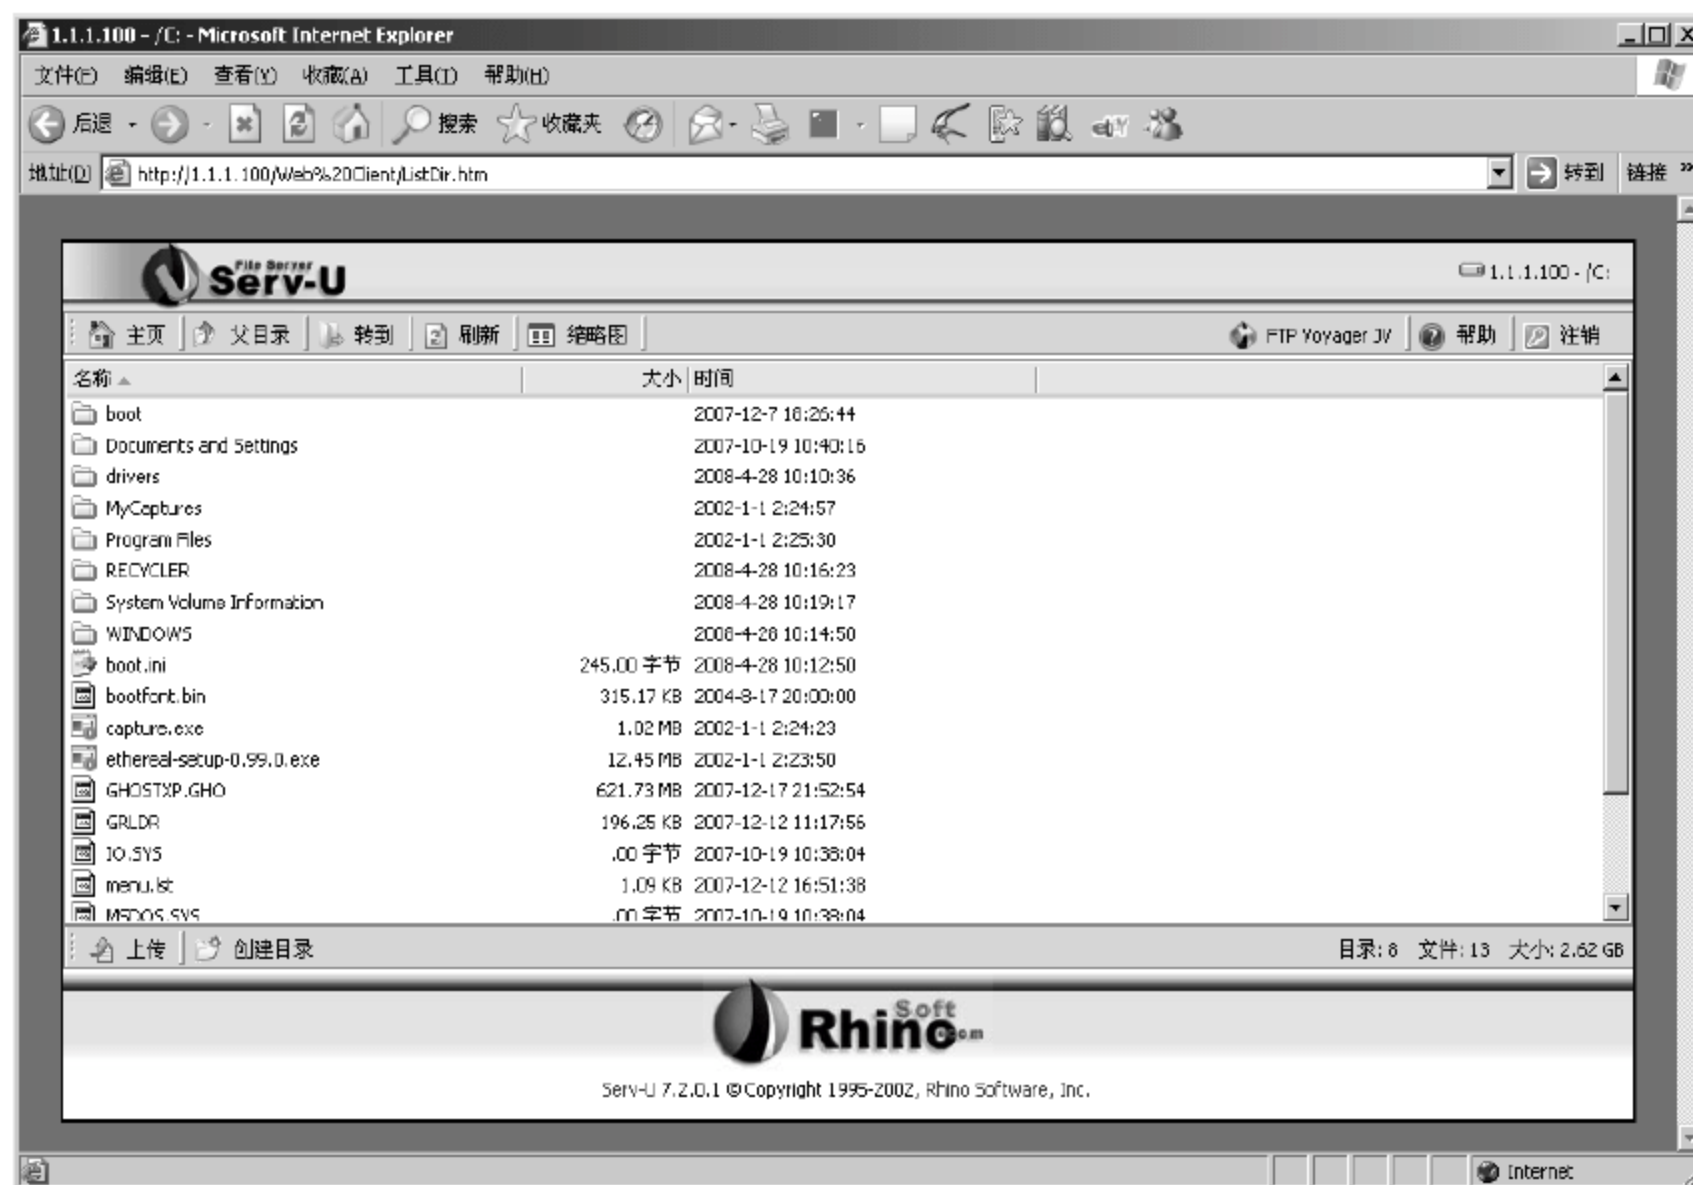 1.1.1.100 - /C: - Microsoft Internet Explorer
文件(F) 编辑(E) 查看(V) 收藏(A) 工具(T) 帮助(H)
后退 搜索 收藏夹
地址(D) http://1.1.1.100/Web%20Client/ListDir.htm 转到 链接 »
File Server
Serv-U 1.1.1.100 - /C:
主页 父目录 转到 刷新 缩略图 FTP Voyager JV 帮助 注销
名称 大小 时间
boot 2007-12-7 18:26:44
Documents and Settings 2007-10-19 10:40:16
drivers 2008-4-28 10:10:36
MyCaptures 2002-1-1 2:24:57
Program Files 2002-1-1 2:25:30
RECYCLER 2008-4-28 10:16:23
System Volume Information 2008-4-28 10:19:17
WINDOWS 2008-4-28 10:14:50
boot.ini 245.00 字节 2008-4-28 10:12:50
bootfont.bin 315.17 KB 2004-8-17 20:00:00
capture.exe 1.02 MB 2002-1-1 2:24:23
ethereal-setup-0.99.0.exe 12.45 MB 2002-1-1 2:23:50
GHOSTXP.GHO 621.73 MB 2007-12-17 21:52:54
GRLDR 196.25 KB 2007-12-12 11:17:56
IO.SYS .00 字节 2007-10-19 10:38:04
menu.lst 1.09 KB 2007-12-12 16:51:38
MSDOS.SYS .00 字节 2007-10-19 10:38:04
上传 创建目录 目录: 8 文件: 13 大小: 2.62 GB
RhinoSoft.com
Serv-U 7.2.0.1 ©Copyright 1995-2002, Rhino Software, Inc.
Internet